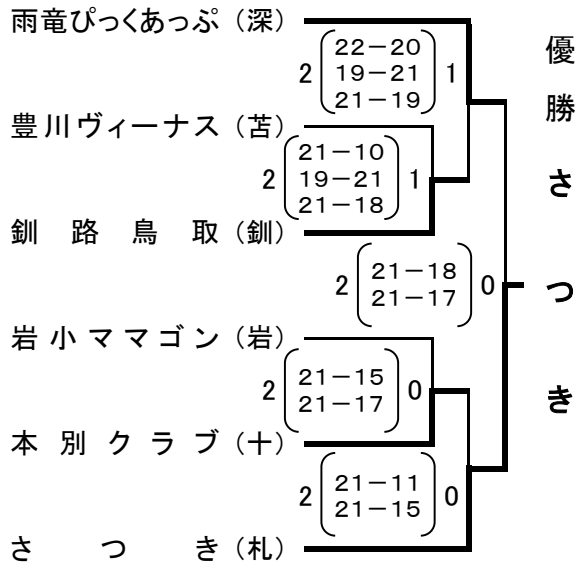 雨竜ぴっくあっぷ（深）
2 22－20 1
19－21
21－19
豊川ヴィーナス（苫）
2 21－10 1
19－21
21－18
釧路鳥取（釧）
2 21－18 0
21－17
岩小ママゴン（岩）
2 21－15 0
21－17
本別クラブ（十）
2 21－11 0
21－15
さつき（札）
優勝 さつき